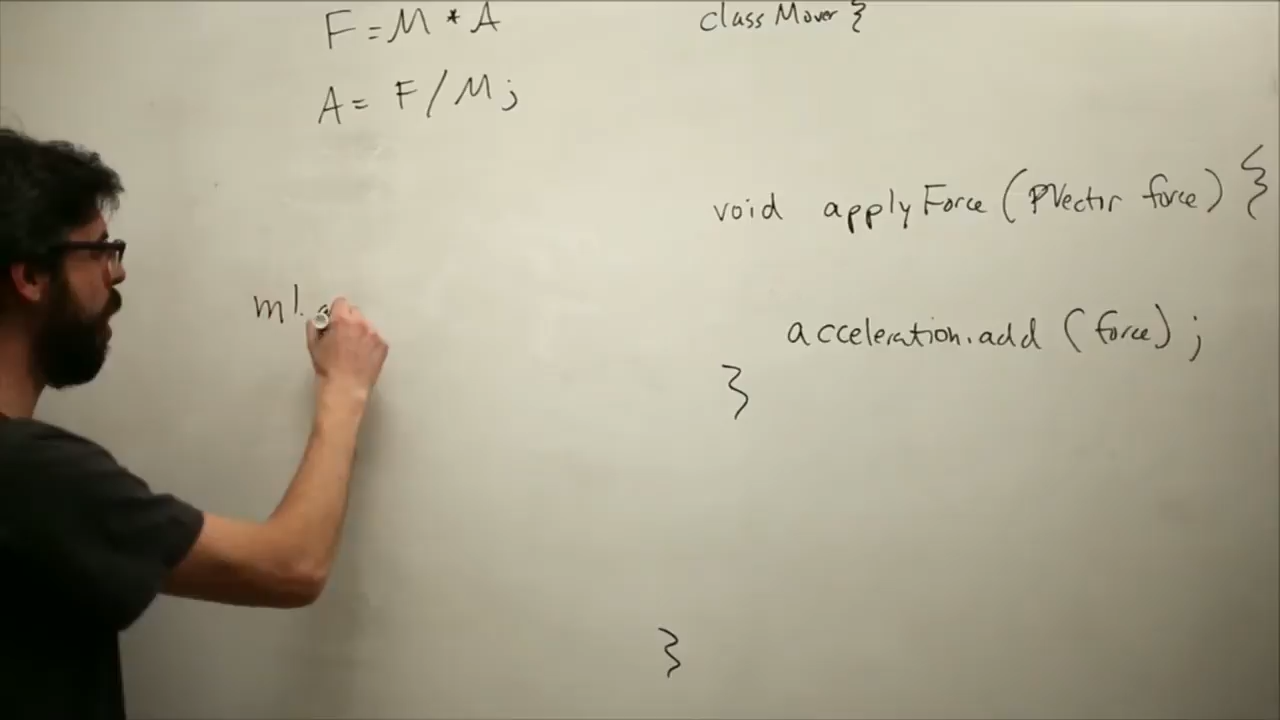 F = M * A
A = F / M ;
class Mover {
void applyForce (PVector force) {
m1.
acceleration.add (force) ;
}
}